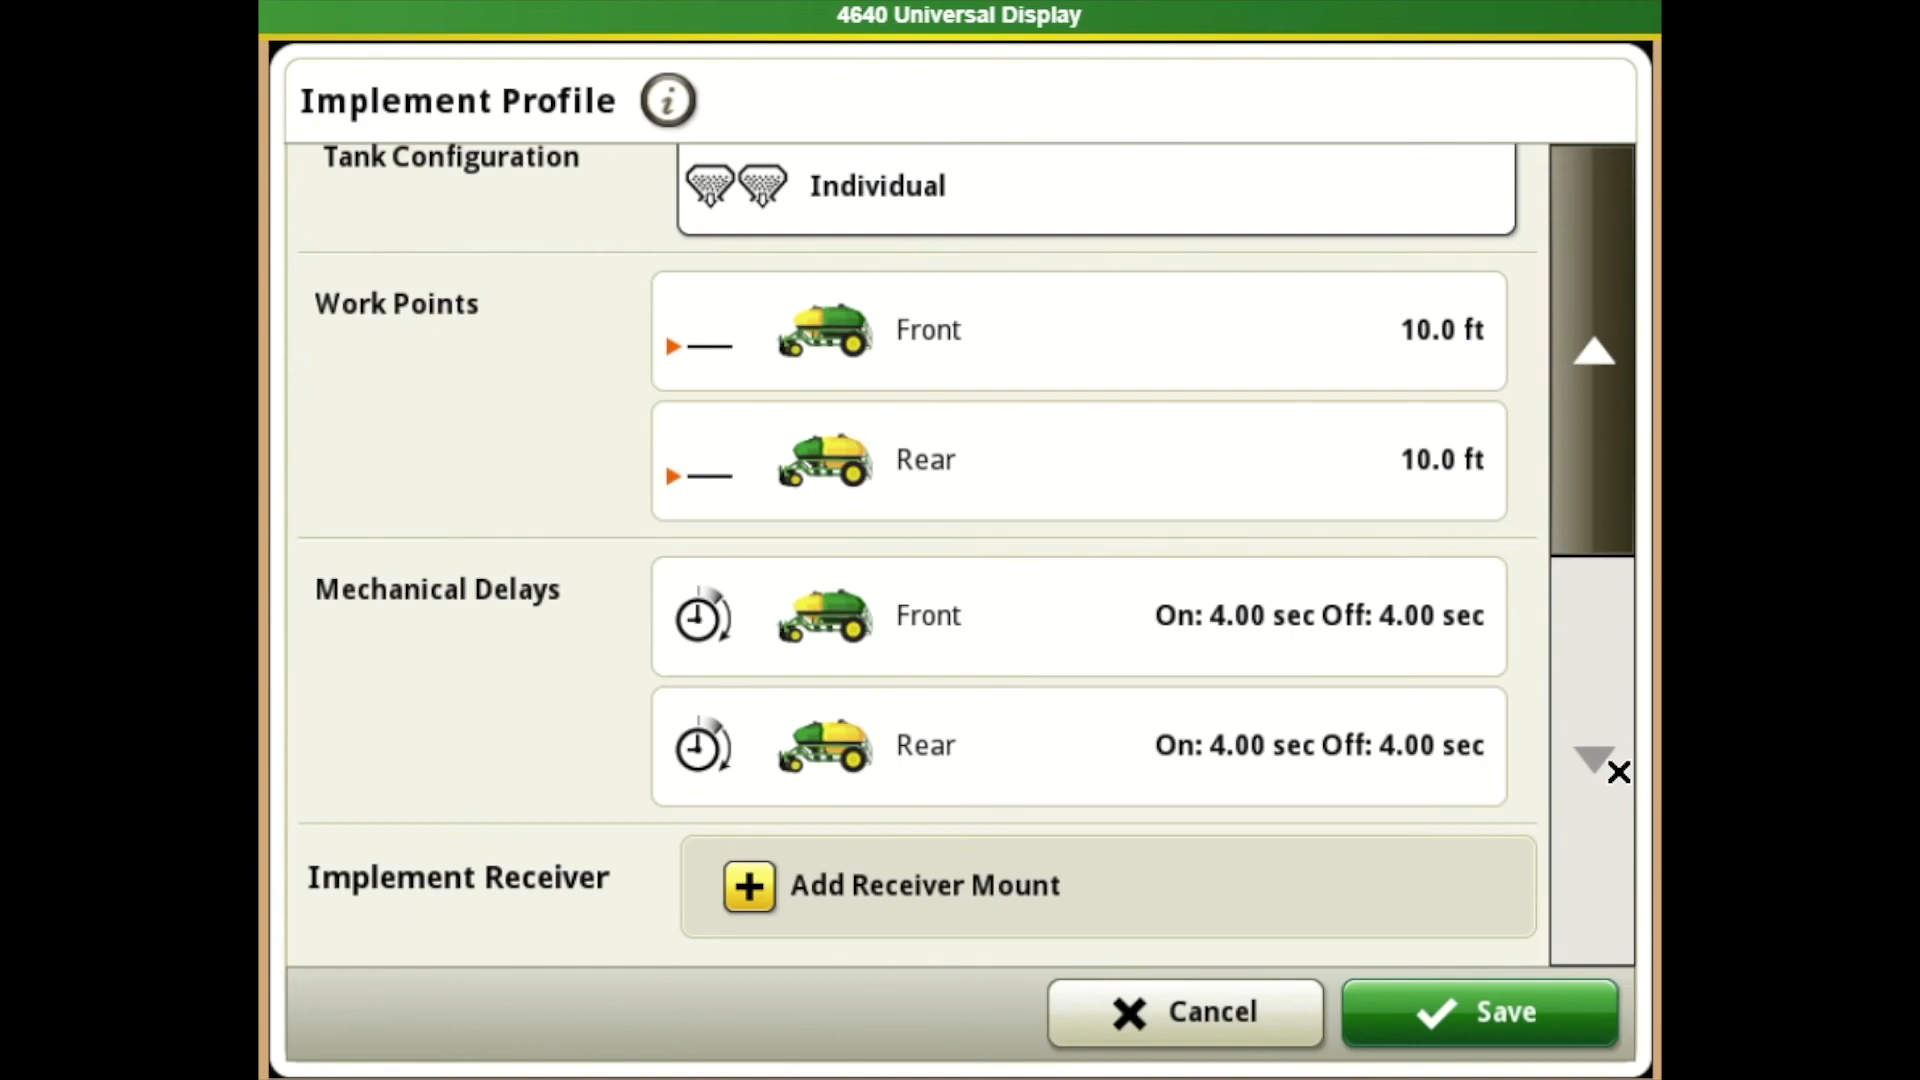 4640 Universal Display
Implement Profile
Tank Configuration
Individual
Work Points
Front
10.0 ft
Rear
10.0 ft
Mechanical Delays
Front
On: 4.00 sec Off: 4.00 sec
Rear
On: 4.00 sec Off: 4.00 sec
Implement Receiver
Add Receiver Mount
Cancel
Save